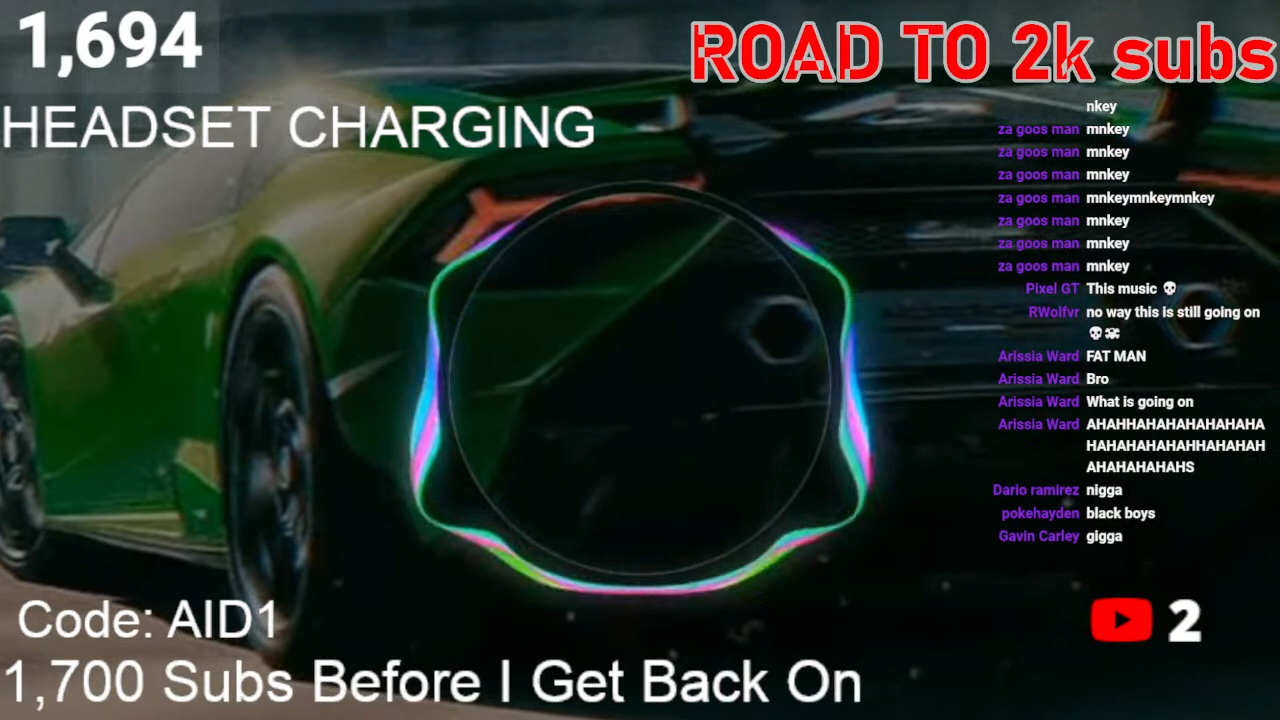 1,694
ROAD TO 2k subs
HEADSET CHARGING
nkey
za goos man mnkey
za goos man mnkey
za goos man mnkey
za goos man mnkeymnkeymnkey
za goos man mnkey
za goos man mnkey
za goos man mnkey
Pixel GT This music 💀
RWolfvr no way this is still going on
💀☠
Arissia Ward FAT MAN
Arissia Ward Bro
Arissia Ward What is going on
Arissia Ward AHAHHAHAHAHAHAHAHA
HAHAHAHAHAHHAHAHAH
AHAHAHAHAHS
Dario ramirez nigga
pokehayden black boys
Gavin Carley gigga
2
Code: AID1
1,700 Subs Before I Get Back On